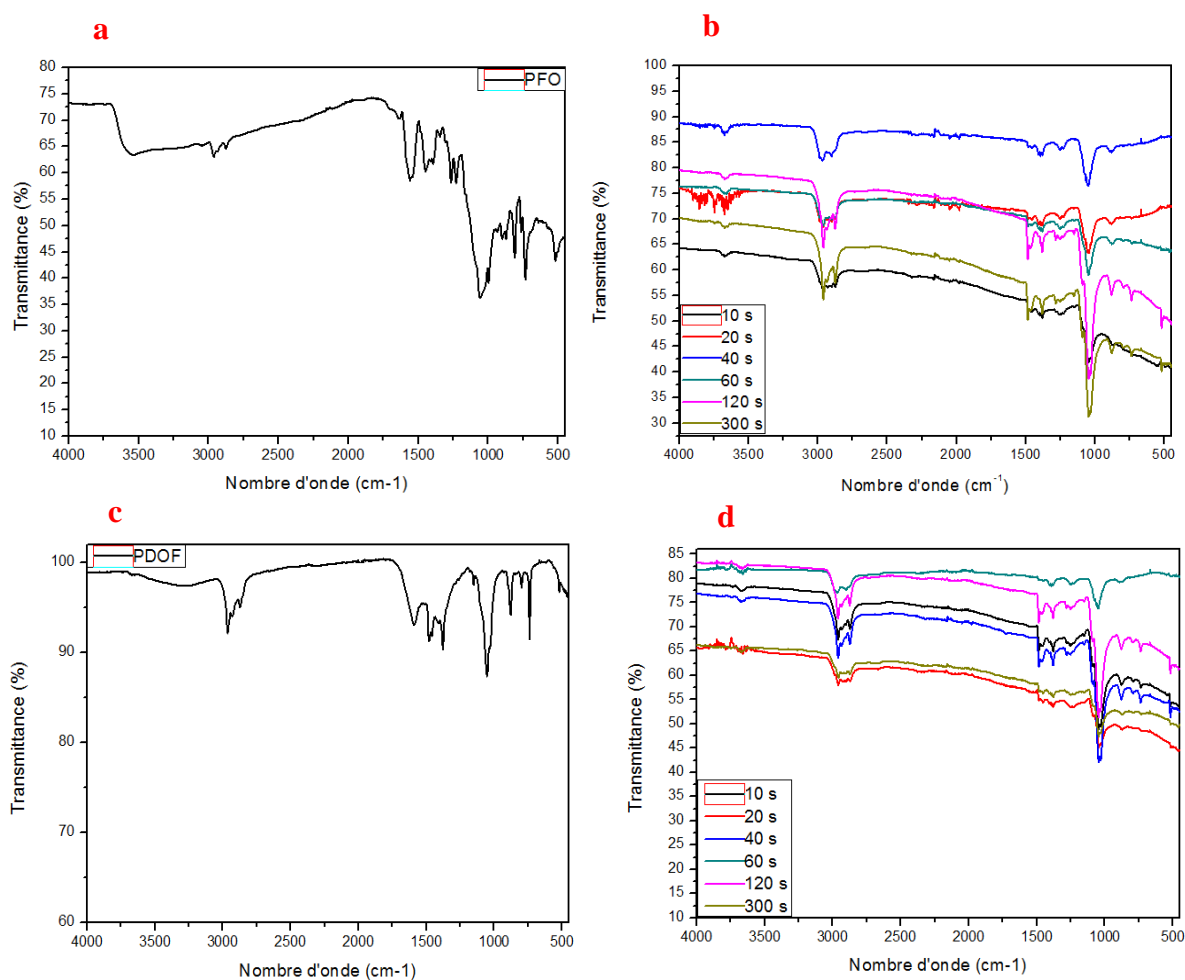 a
b
PFO
80
75
70
65
60
55
50
45
40
35
30
25
20
15
10
Transmittance (%)
4000 3500 3000 2500 2000 1500 1000 500
Nombre d'onde (cm-1)
100
95
90
85
80
75
70
65
60
55
50
45
40
35
30
Transmittance (%)
10 s
20 s
40 s
60 s
120 s
300 s
4000 3500 3000 2500 2000 1500 1000 500
Nombre d'onde (cm⁻¹)
c
d
PDOF
100
90
80
70
60
Transmittance (%)
4000 3500 3000 2500 2000 1500 1000 500
Nombre d'onde (cm-1)
85
80
75
70
65
60
55
50
45
40
35
30
25
20
15
10
Transmittance (%)
10 s
20 s
40 s
60 s
120 s
300 s
4000 3500 3000 2500 2000 1500 1000 500
Nombre d'onde (cm-1)